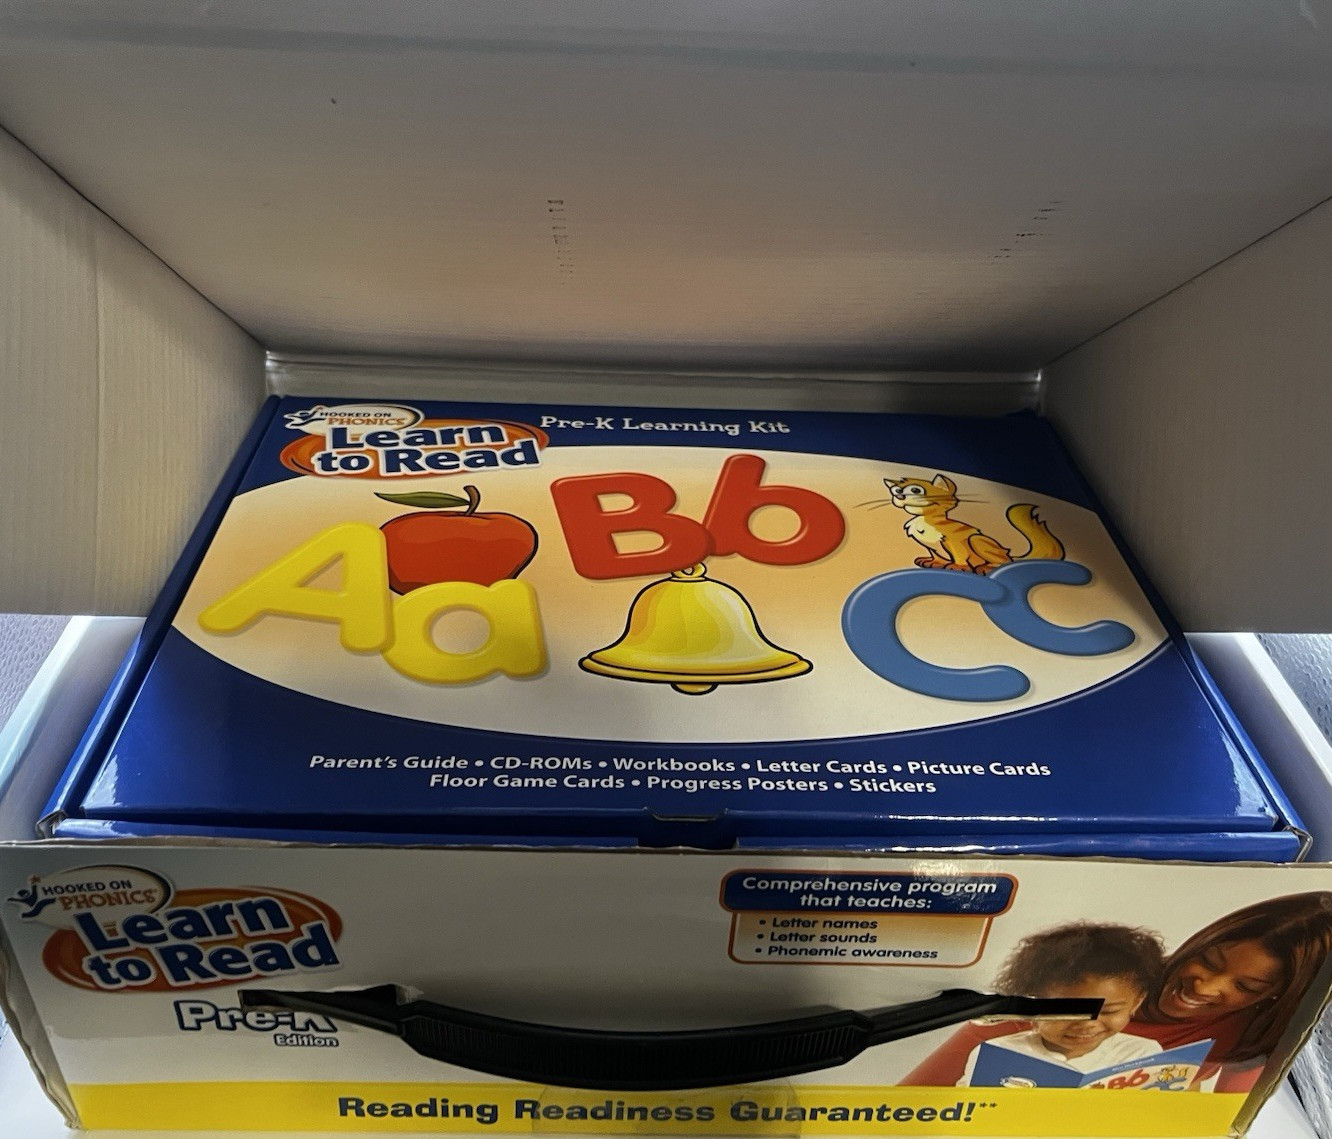 HOOKED ON
PHONICS
Learn
to Read
Pre-K Learning Kit
Aa
Bb
Cc
Parent's Guide • CD-ROMs • Workbooks • Letter Cards • Picture Cards
Floor Game Cards • Progress Posters • Stickers
HOOKED ON
PHONICS
Learn
to Read
Pre-K
Edition
Comprehensive program
that teaches:
• Letter names
• Letter sounds
• Phonemic awareness
Bb
Reading Readiness Guaranteed!**